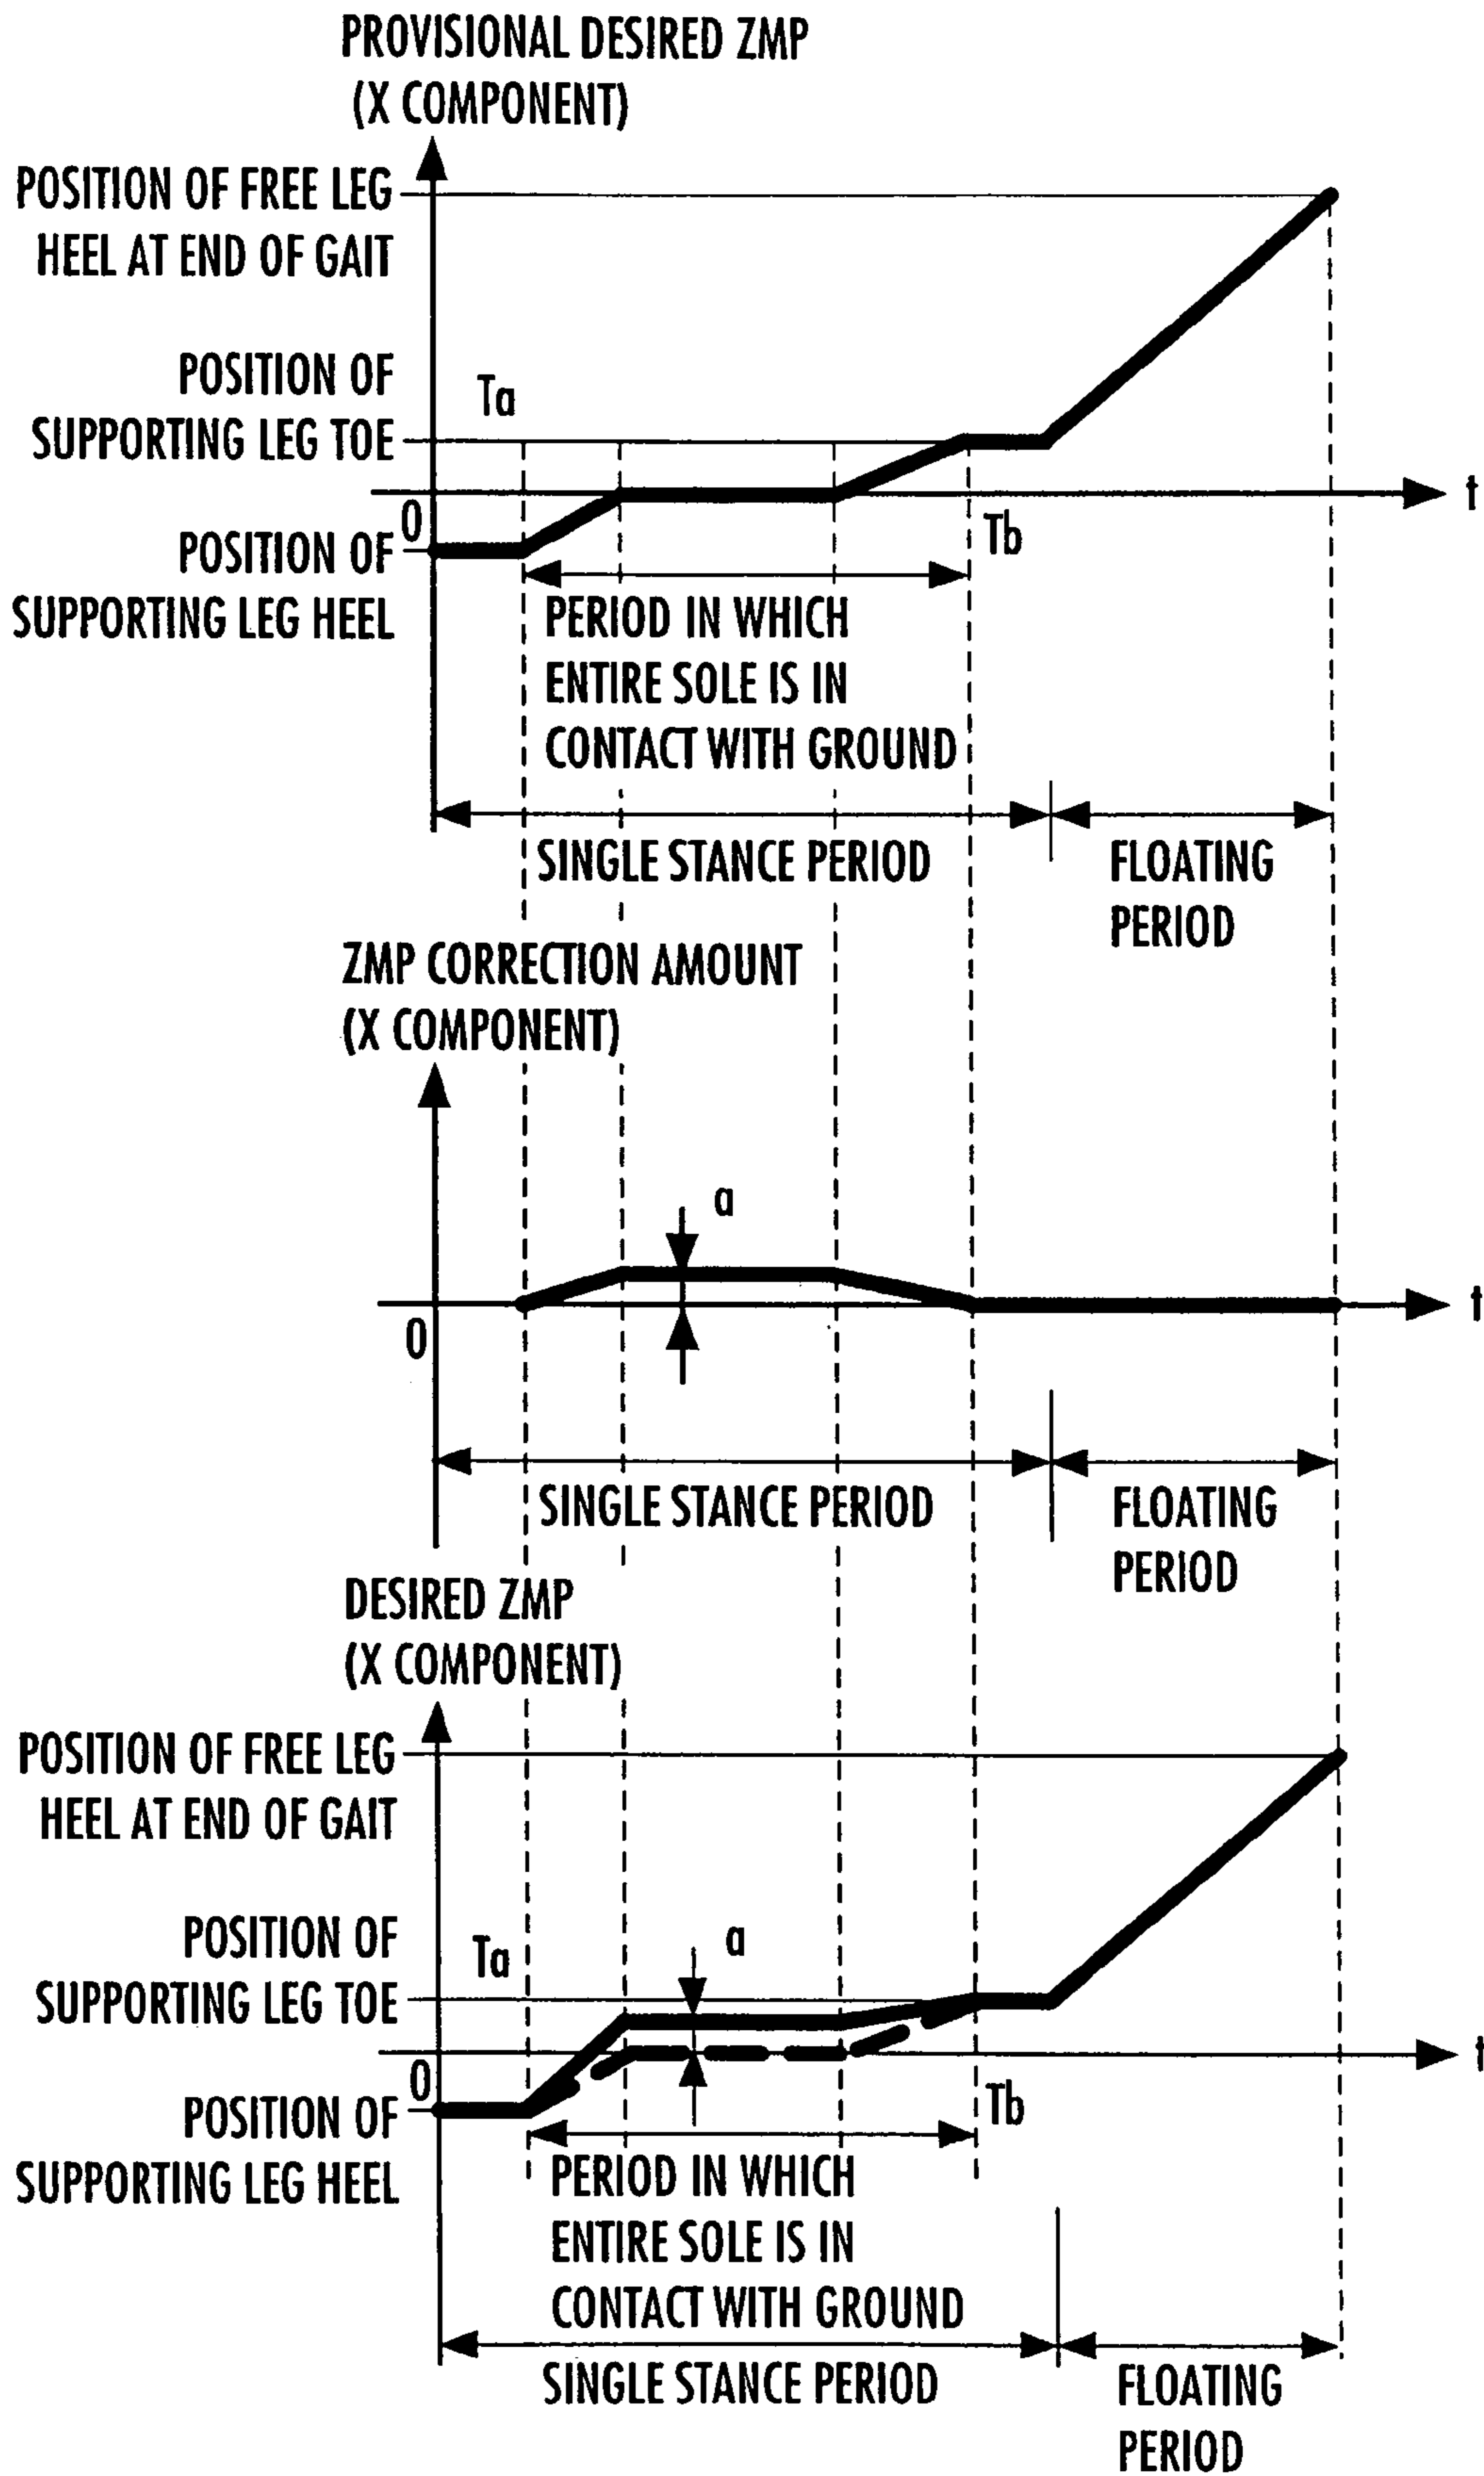 PROVISIONAL DESIRED ZMP
(X COMPONENT)
POSITION OF FREE LEG
HEEL AT END OF GAIT
POSITION OF
SUPPORTING LEG TOE
Ta
t
0
Tb
POSITION OF
SUPPORTING LEG HEEL
PERIOD IN WHICH
ENTIRE SOLE IS IN
CONTACT WITH GROUND
SINGLE STANCE PERIOD
FLOATING
PERIOD
ZMP CORRECTION AMOUNT
(X COMPONENT)
a
t
0
SINGLE STANCE PERIOD
FLOATING
PERIOD
DESIRED ZMP
(X COMPONENT)
POSITION OF FREE LEG
HEEL AT END OF GAIT
POSITION OF
SUPPORTING LEG TOE
Ta
a
t
0
Tb
POSITION OF
SUPPORTING LEG HEEL
PERIOD IN WHICH
ENTIRE SOLE IS IN
CONTACT WITH GROUND
SINGLE STANCE PERIOD
FLOATING
PERIOD